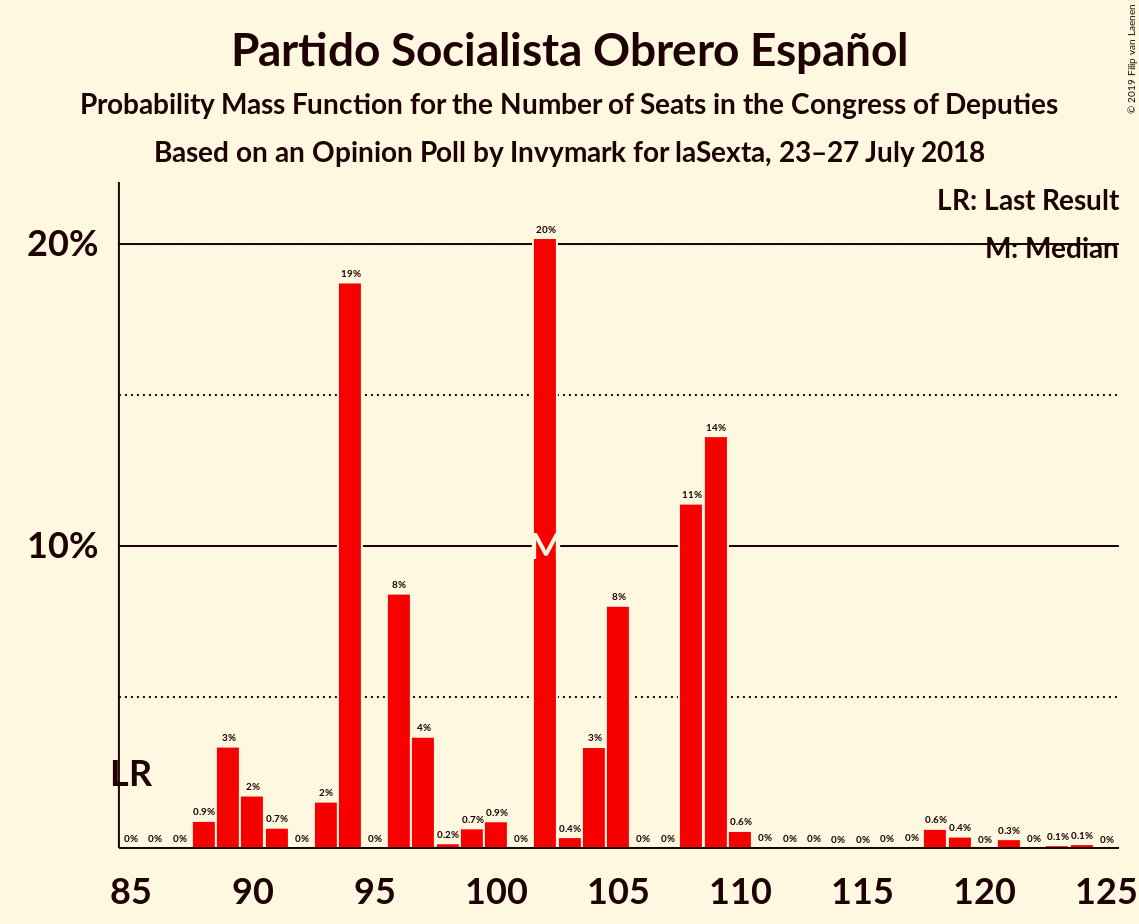 Partido Socialista Obrero Español
Probability Mass Function for the Number of Seats in the Congress of Deputies
Based on an Opinion Poll by Invymark for laSexta, 23–27 July 2018
© 2019 Filip van Laenen
LR: Last Result
M: Median
20%
10%
LR
M
0% 0% 0% 0.9% 3% 2% 0.7% 0% 2% 19% 0% 8% 4% 0.2% 0.7% 0.9% 0% 20% 0.4% 3% 8% 0% 0% 11% 14% 0.6% 0% 0% 0% 0% 0% 0% 0% 0.6% 0.4% 0% 0.3% 0% 0.1% 0.1% 0%
85 90 95 100 105 110 115 120 125